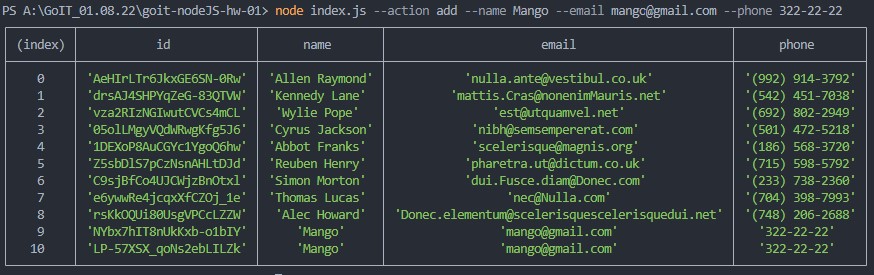 PS A:\GoIT_01.08.22\goit-nodeJS-hw-01> node index.js --action add --name Mango --email mango@gmail.com --phone 322-22-22
(index) id name email phone
0 'AeHIrLTr6JkxGE6SN-0Rw' 'Allen Raymond' 'nulla.ante@vestibul.co.uk' '(992) 914-3792'
1 'drsAJ4SHPYqZeG-83QTVW' 'Kennedy Lane' 'mattis.Cras@nonenimMauris.net' '(542) 451-7038'
2 'vza2RIzNGIwutCVCs4mCL' 'Wylie Pope' 'est@utquamvel.net' '(692) 802-2949'
3 '05olLMgyVQdWRwgKfg5J6' 'Cyrus Jackson' 'nibh@semsempererat.com' '(501) 472-5218'
4 '1DEXoP8AuCGYc1YgoQ6hw' 'Abbot Franks' 'scelerisque@magnis.org' '(186) 568-3720'
5 'Z5sbDlS7pCzNsnAHLtDJd' 'Reuben Henry' 'pharetra.ut@dictum.co.uk' '(715) 598-5792'
6 'C9sjBfCo4UJCWjzBnOtxl' 'Simon Morton' 'dui.Fusce.diam@Donec.com' '(233) 738-2360'
7 'e6ywwRe4jcqxXfCZOj_1e' 'Thomas Lucas' 'nec@Nulla.com' '(704) 398-7993'
8 'rsKkOQUi80UsgVPCcLZZW' 'Alec Howard' 'Donec.elementum@scelerisquescelerisquedui.net' '(748) 206-2688'
9 'NYbx7hIT8nUkKxb-o1bIY' 'Mango' 'mango@gmail.com' '322-22-22'
10 'LP-57XSX_qoNs2ebLILZk' 'Mango' 'mango@gmail.com' '322-22-22'